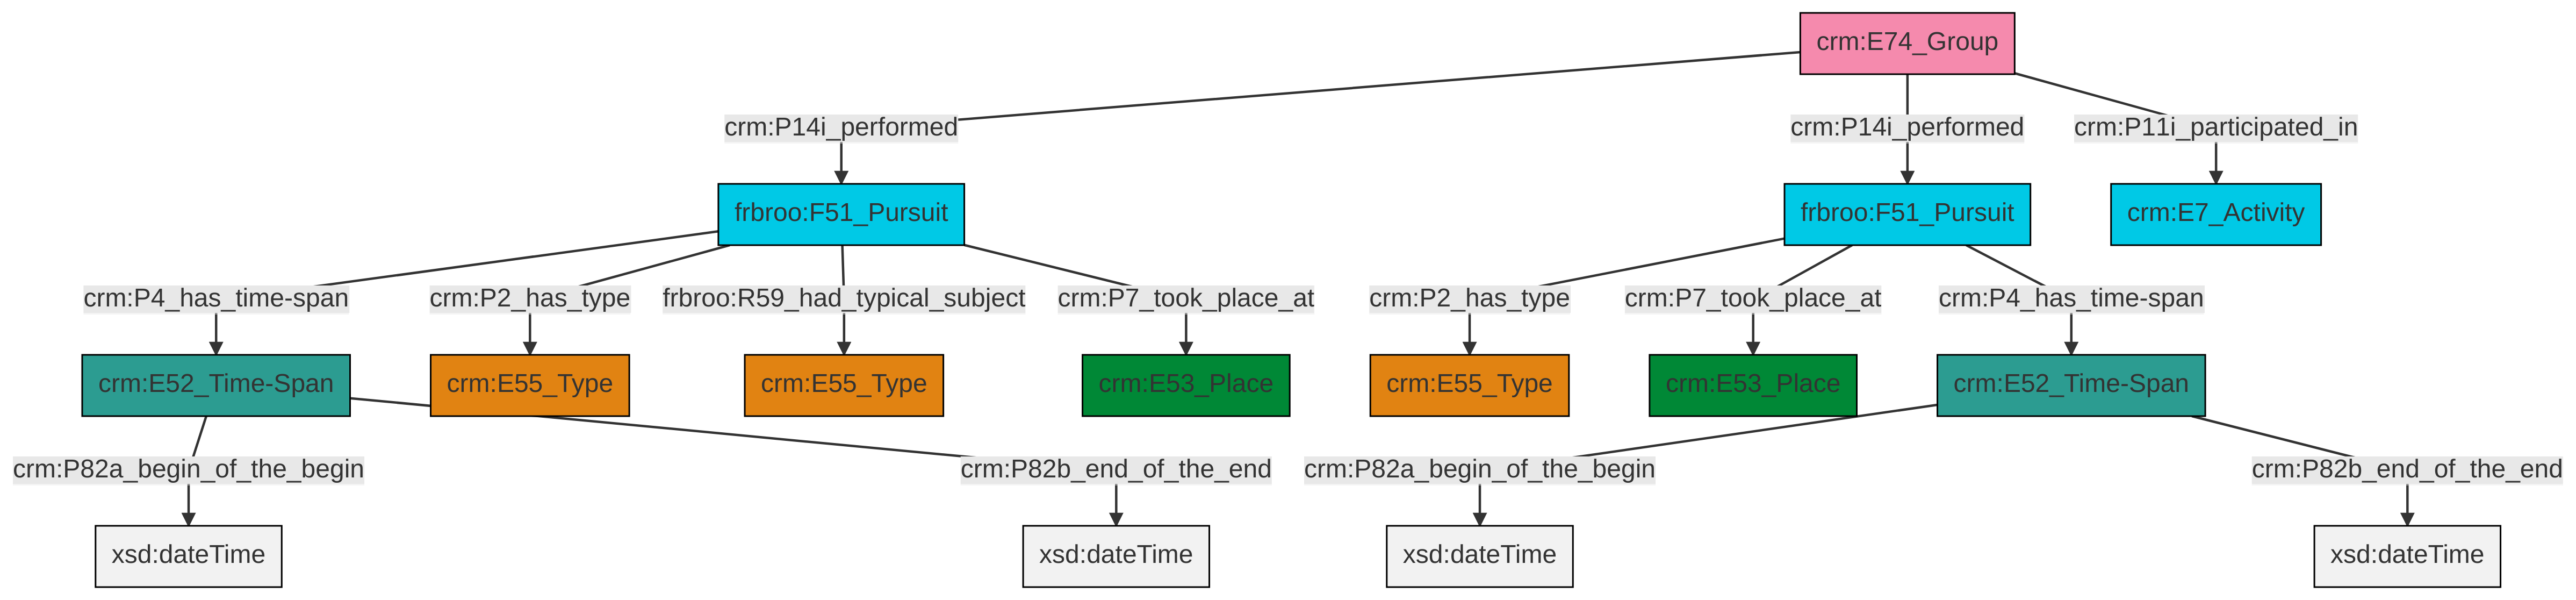 crm:E74_Group
crm:P14i_performed
crm:P14i_performed
crm:P11i_participated_in
frbroo:F51_Pursuit
frbroo:F51_Pursuit
crm:E7_Activity
crm:P4_has_time-span
crm:P2_has_type
frbroo:R59_had_typical_subject
crm:P7_took_place_at
crm:P2_has_type
crm:P7_took_place_at
crm:P4_has_time-span
crm:E52_Time-Span
crm:E55_Type
crm:E55_Type
crm:E53_Place
crm:E55_Type
crm:E53_Place
crm:E52_Time-Span
crm:P82a_begin_of_the_begin
crm:P82b_end_of_the_end
crm:P82a_begin_of_the_begin
crm:P82b_end_of_the_end
xsd:dateTime
xsd:dateTime
xsd:dateTime
xsd:dateTime